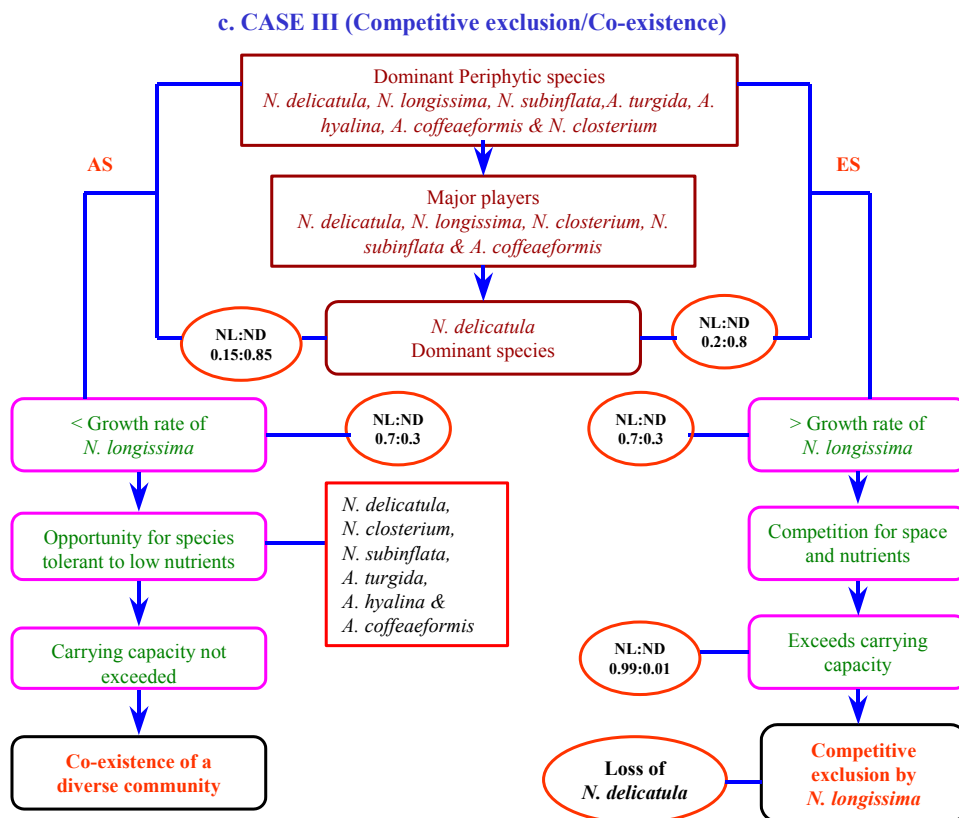 c. CASE III (Competitive exclusion/Co-existence)
Dominant Periphytic species
N. delicatula, N. longissima, N. subinflata,A. turgida, A.
hyalina, A. coffeaeformis & N. closterium
AS
ES
Major players
N. delicatula, N. longissima, N. closterium, N.
subinflata & A. coffeaeformis
NL:ND
0.15:0.85
N. delicatula
Dominant species
NL:ND
0.2:0.8
< Growth rate of
N. longissima
NL:ND
0.7:0.3
NL:ND
0.7:0.3
> Growth rate of
N. longissima
Opportunity for species
tolerant to low nutrients
N. delicatula,
N. closterium,
N. subinflata,
A. turgida,
A. hyalina &
A. coffeaeformis
Competition for space
and nutrients
Carrying capacity not
exceeded
NL:ND
0.99:0.01
Exceeds carrying
capacity
Co-existence of a
diverse community
Loss of
N. delicatula
Competitive
exclusion by
N. longissima